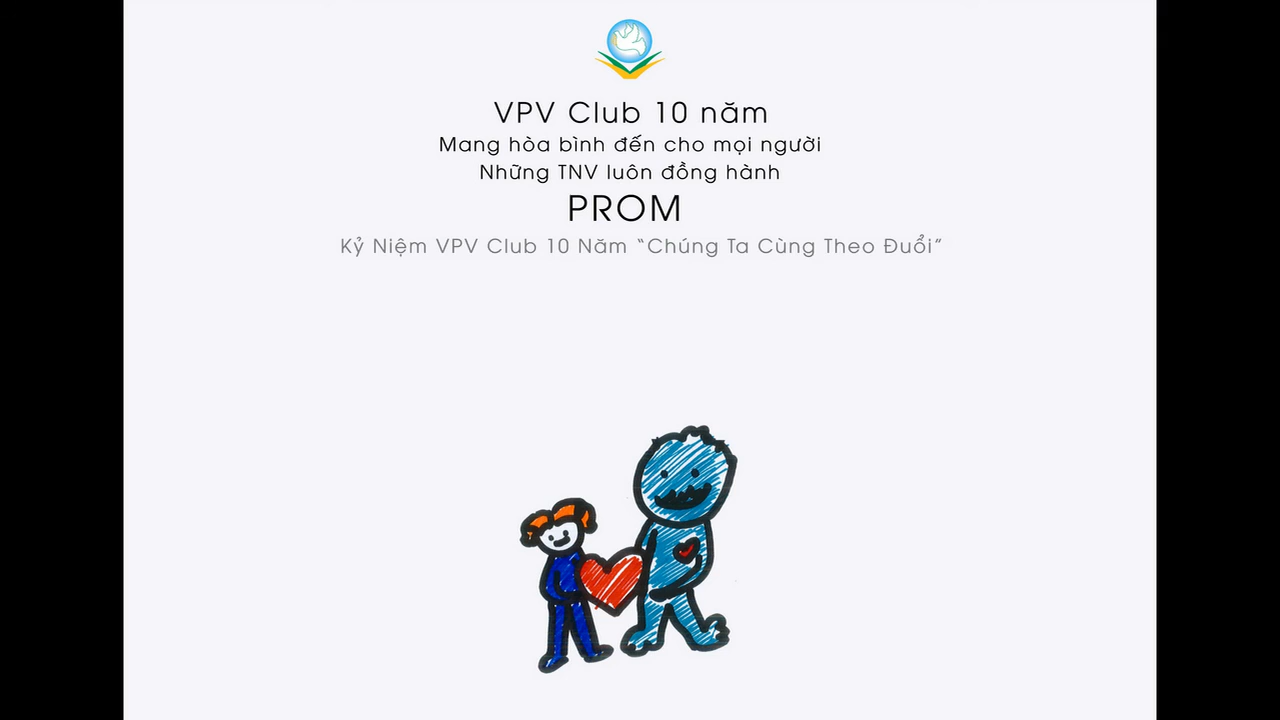 VPV Club 10 năm
Mang hòa bình đến cho mọi người
Những TNV luôn đồng hành
PROM
Kỷ Niệm VPV Club 10 Năm “Chúng Ta Cùng Theo Đuổi”